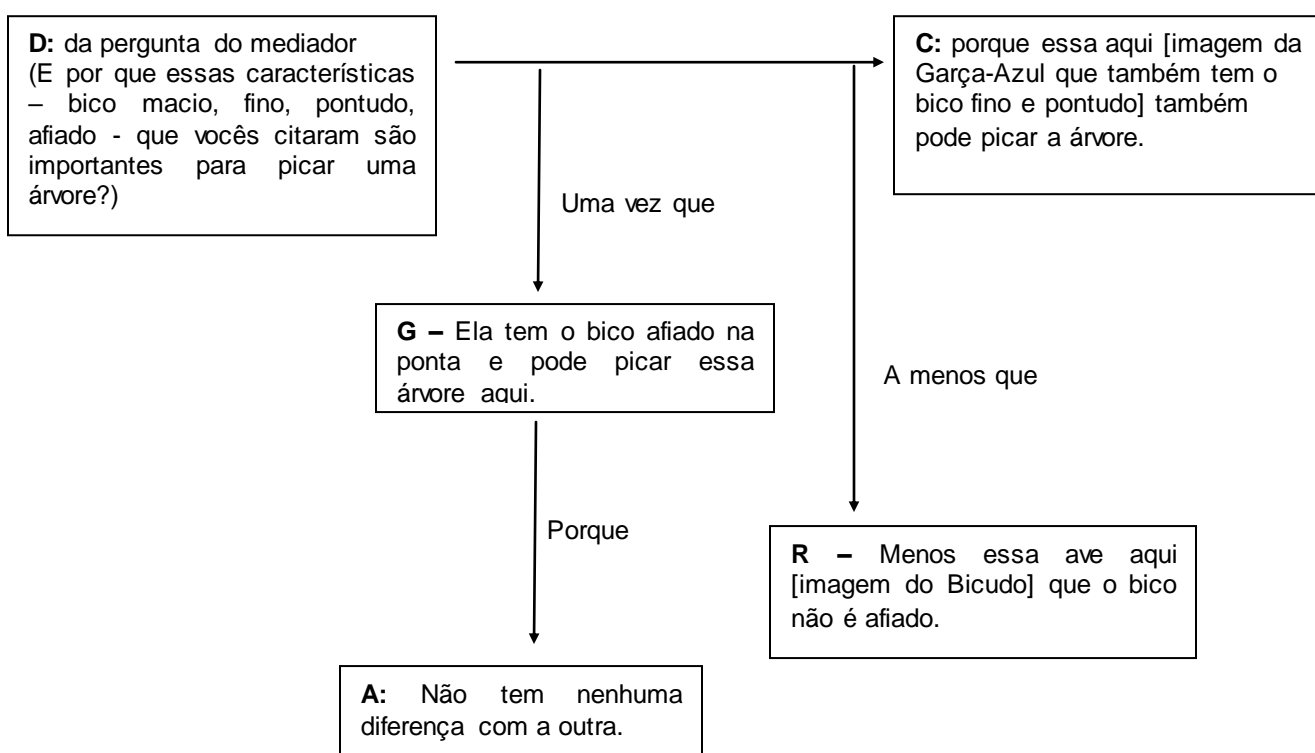 D: da pergunta do mediador
(E por que essas características
– bico macio, fino, pontudo,
afiado - que vocês citaram são
importantes para picar uma
árvore?)
C: porque essa aqui [imagem da
Garça-Azul que também tem o
bico fino e pontudo] também
pode picar a árvore.
Uma vez que
G – Ela tem o bico afiado na
ponta e pode picar essa
árvore aqui.
A menos que
Porque
R – Menos essa ave aqui
[imagem do Bicudo] que o bico
não é afiado.
A: Não tem nenhuma
diferença com a outra.